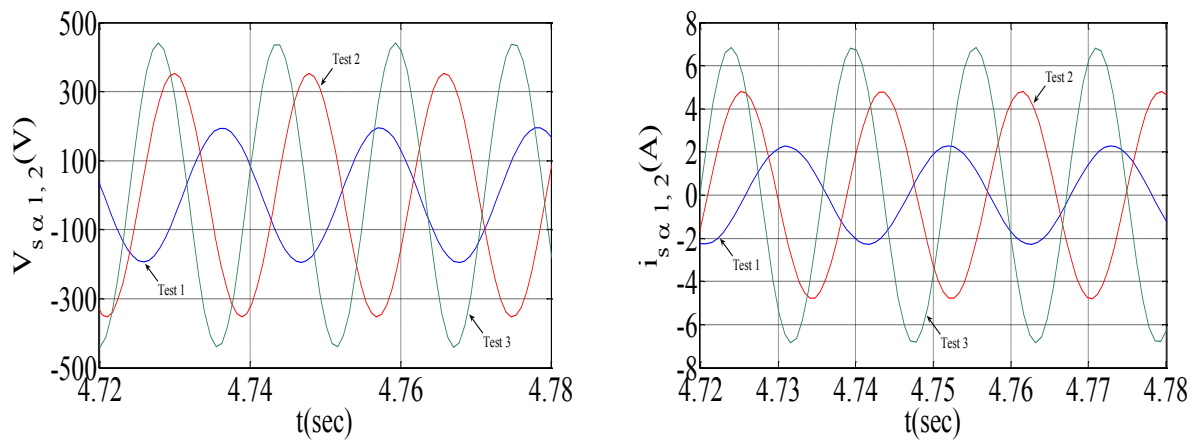 500
300
100
-100
-300
-500
V s α 1, 2 (V)
Test 2
Test 1
Test 3
4.72
4.74
4.76
4.78
t(sec)
8
6
4
2
0
-2
-4
-6
-8
i s α 1, 2 (A)
Test 2
Test 1
Test 3
4.72
4.73
4.74
4.75
4.76
4.77
4.78
t(sec)